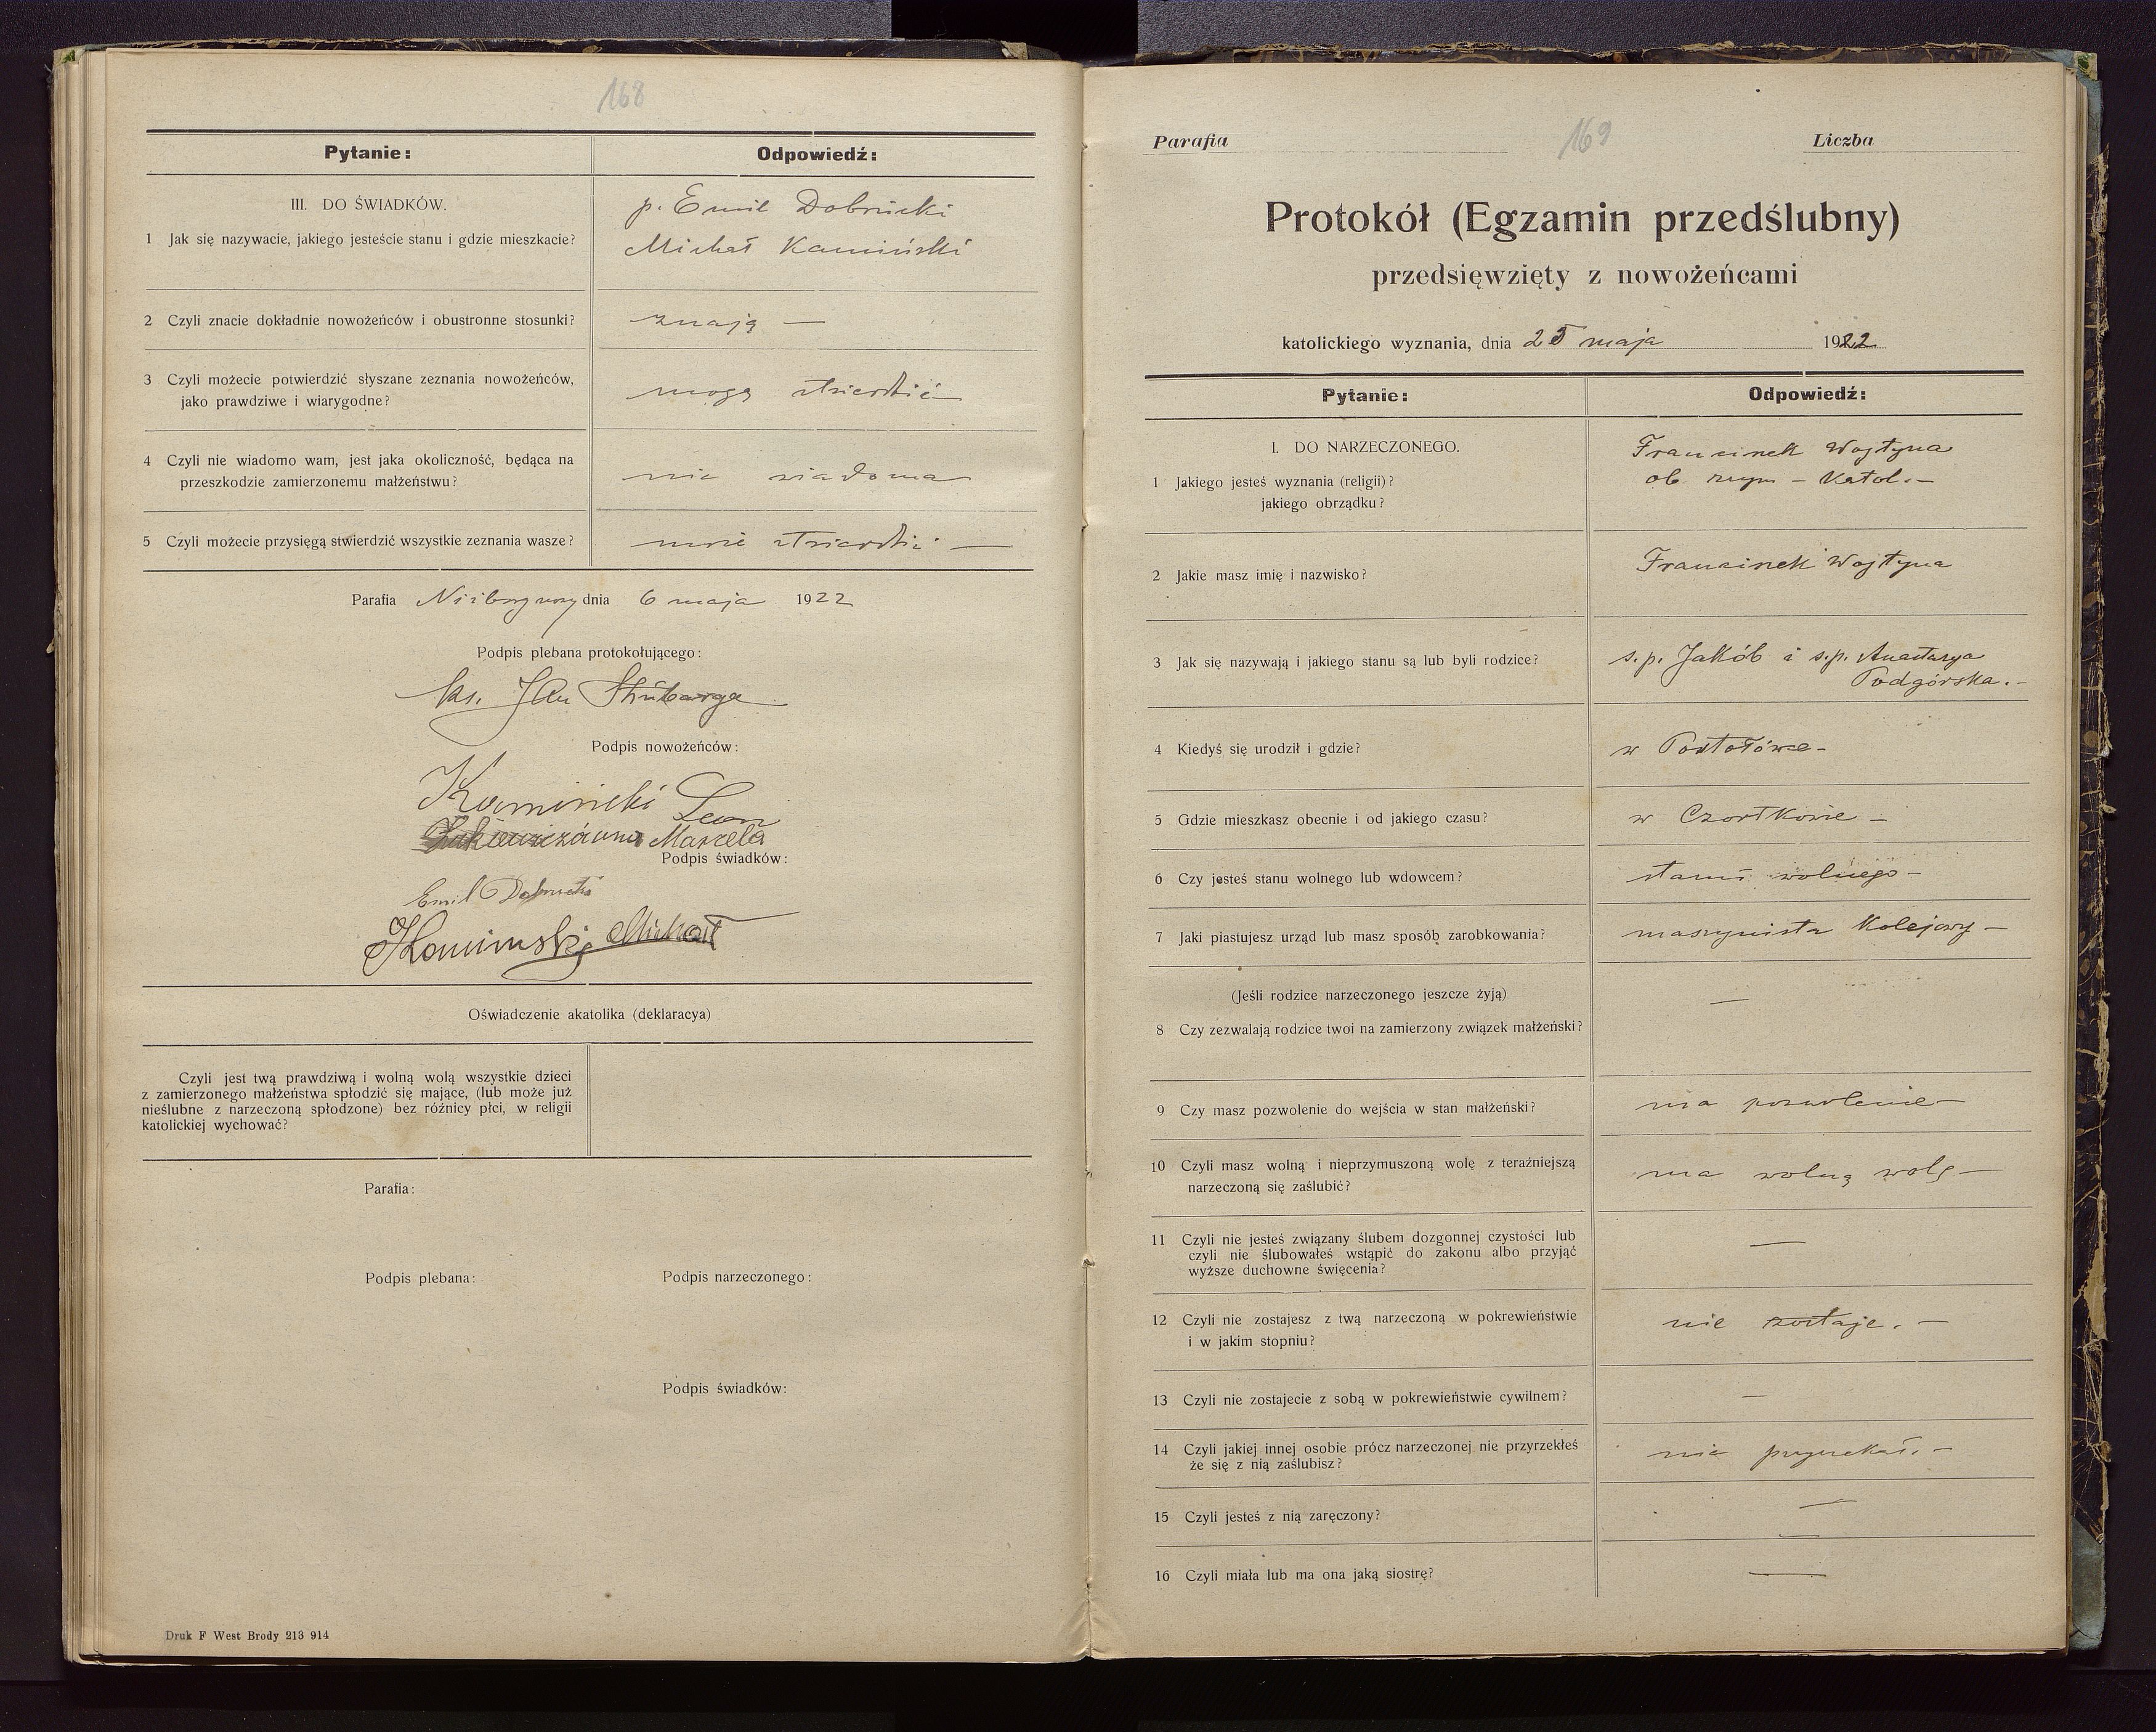 168
Pytanie:
Odpowiedź:
III. DO ŚWIADKÓW.
1 Jak się nazywacie, jakiego jesteście stanu i gdzie mieszkacie?
p. Emil Dobrucki
Michał Kamiński
2 Czyli znacie dokładnie nowożeńców i obustronne stosunki?
znają —
3 Czyli możecie potwierdzić słyszane zeznania nowożeńców,
jako prawdziwe i wiarygodne?
mogą stwierdzić —
4 Czyli nie wiadomo wam, jest jaka okoliczność, będąca na
przeszkodzie zamierzonemu małżeństwu?
nie wiadoma
5 Czyli możecie przysięgą stwierdzić wszystkie zeznania wasze?
stwierdzić —
Parafia dnia 6 maja 1922
Podpis plebana protokołującego:
ks. Jan
Podpis nowożeńców:
Kamiński Leon
Marcela
Podpis świadków:
Emil Dobrucki
Kamiński Michał
Oświadczenie akatolika (deklaracya)
Czyli jest twą prawdziwą i wolną wolą wszystkie dzieci
z zamierzonego małżeństwa spłodzić się mające, (lub może już
nieślubne z narzeczoną spłodzone) bez różnicy płci, w religii
katolickiej wychować?
Parafia:
Podpis plebana:
Podpis narzeczonego:
Podpis świadków:
Druk F West Brody 213 914
Parafia
169
Liczba
Protokół (Egzamin przedślubny)
przedsięwzięty z nowożeńcami
katolickiego wyznania, dnia 25 maja 1922
Pytanie:
Odpowiedź:
I. DO NARZECZONEGO.
1 Jakiego jesteś wyznania (religii)?
jakiego obrządku?
Franciszek Wojtyna
ob. rzym – katol. –
2 Jakie masz imię i nazwisko?
Franciszek Wojtyna
3 Jak się nazywają i jakiego stanu są lub byli rodzice?
s.p. Jakób i s.p. Anastazya
Podgórska. –
4 Kiedyś się urodził i gdzie?
w
5 Gdzie mieszkasz obecnie i od jakiego czasu?
w Czortkowie –
6 Czy jesteś stanu wolnego lub wdowcem?
stanu wolnego –
7 Jaki piastujesz urząd lub masz sposób zarobkowania?
maszynista kolejowy –
(Jeśli rodzice narzeczonego jeszcze żyją)
8 Czy zezwalają rodzice twoi na zamierzony związek małżeński?
—
9 Czy masz pozwolenie do wejścia w stan małżeński?
ma pozwolenie –
10 Czyli masz wolną i nieprzymuszoną wolę z teraźniejszą
narzeczoną się zaślubić?
ma wolną wolę –
11 Czyli nie jesteś związany ślubem dozgonnej czystości lub
czyli nie ślubowałeś wstąpić do zakonu albo przyjąć
wyższe duchowne święcenia?
—
12 Czyli nie zostajesz z twą narzeczoną w pokrewieństwie
i w jakim stopniu?
nie zostaje. –
13 Czyli nie zostajecie z sobą w pokrewieństwie cywilnem?
—
14 Czyli jakiej innej osobie prócz narzeczonej nie przyrzekłeś
że się z nią zaślubisz?
nie przyrzekał. –
15 Czyli jesteś z nią zaręczony?
—
16 Czyli miała lub ma ona jaką siostrę?
—